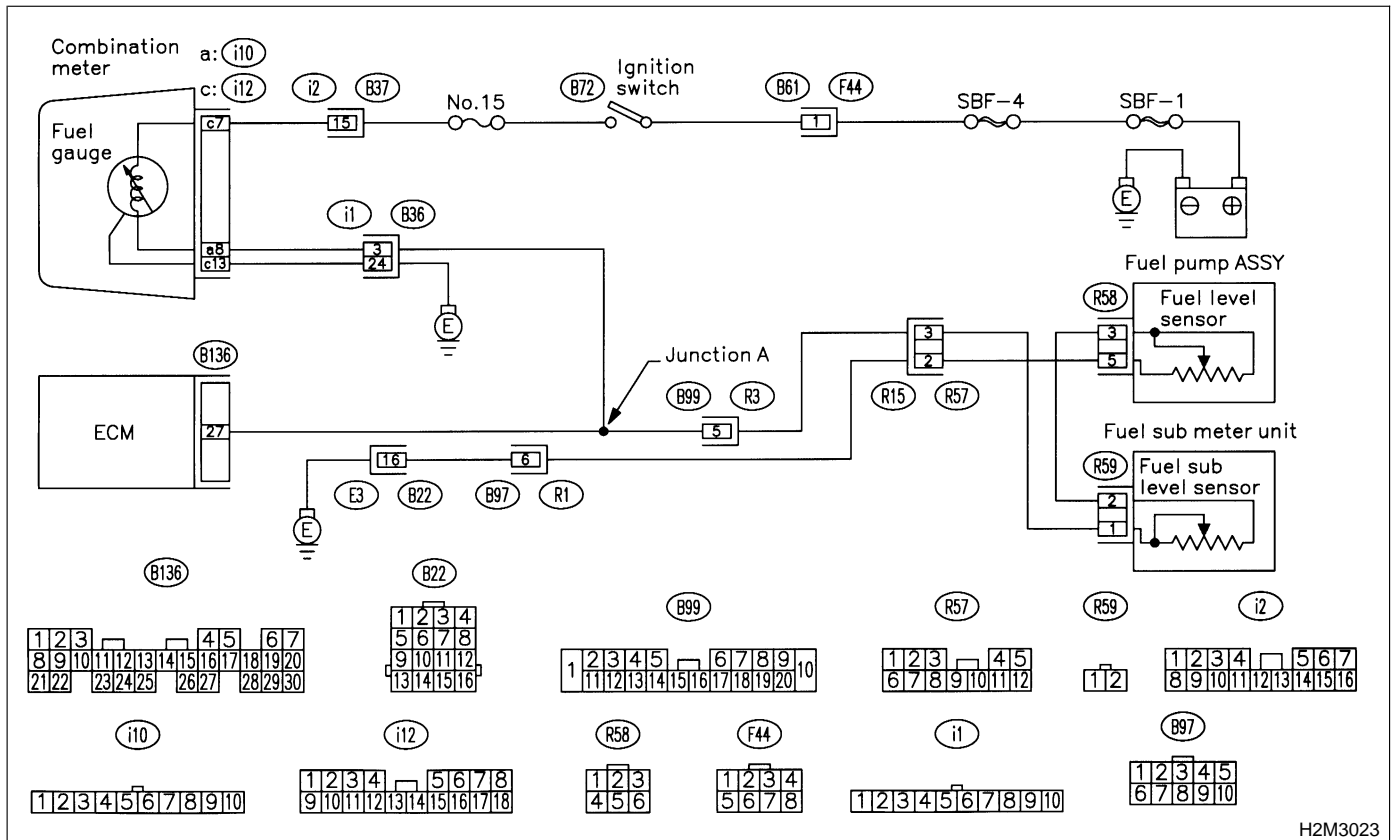 Combination meter
a: i10
c: i12
i2
B37
No.15
B72
Ignition switch
B61
F44
SBF-4
SBF-1
Fuel gauge
c7
15
1
E
⊖ ⊕
i1
B36
a8
3
c13
24
E
Fuel pump ASSY
R58
Fuel level sensor
3
5
B136
Junction A
3
2
B99
R3
R15
R57
ECM
27
5
Fuel sub meter unit
R59
Fuel sub level sensor
2
1
16
6
E3
B22
B97
R1
E
B136
1 2 3 4 5 6 7
8 9 10 11 12 13 14 15 16 17 18 19 20
21 22 23 24 25 26 27 28 29 30
B22
1 2 3 4
5 6 7 8
9 10 11 12
13 14 15 16
B99
1 2 3 4 5 6 7 8 9 10
11 12 13 14 15 16 17 18 19 20
R57
1 2 3 4 5
6 7 8 9 10 11 12
R59
1 2
i2
1 2 3 4 5 6 7
8 9 10 11 12 13 14 15 16
i10
1 2 3 4 5 6 7 8 9 10
i12
1 2 3 4 5 6 7 8
9 10 11 12 13 14 15 16 17 18
R58
1 2 3
4 5 6
F44
1 2 3 4
5 6 7 8
i1
1 2 3 4 5 6 7 8 9 10
B97
1 2 3 4 5
6 7 8 9 10
H2M3023